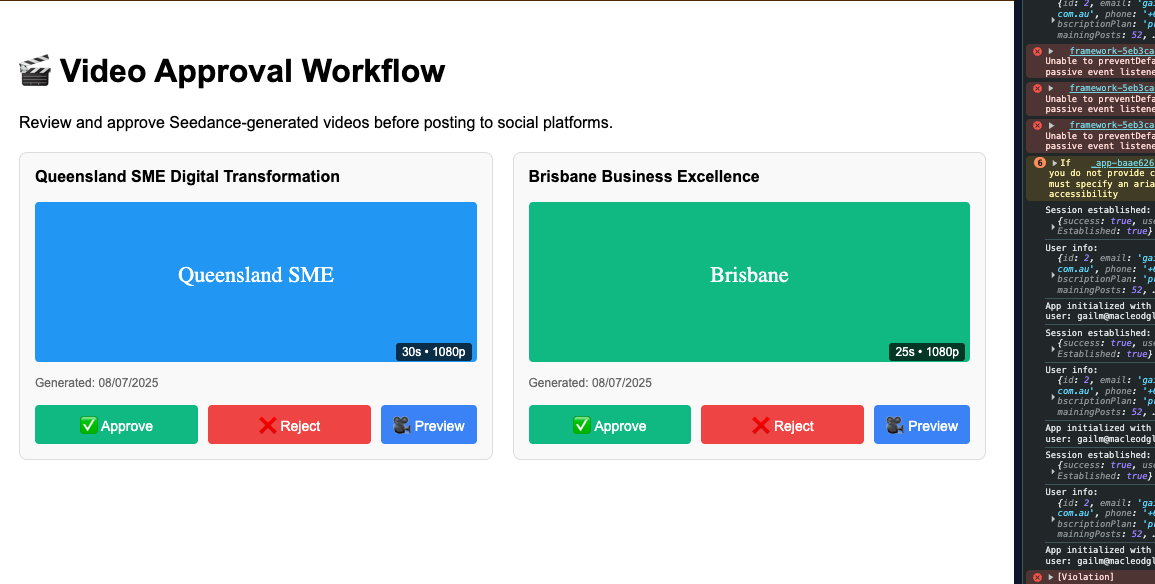 Video Approval Workflow
Review and approve Seedance-generated videos before posting to social platforms.
Queensland SME Digital Transformation
Queensland SME
30s • 1080p
Generated: 08/07/2025
Approve
Reject
Preview
Brisbane Business Excellence
Brisbane
25s • 1080p
Generated: 08/07/2025
Approve
Reject
Preview
{id: 2, email: 'ga
com.au', phone: '+
bscriptionPlan: 'p
mainingPosts: 52, …
framework-5eb3ca
Unable to preventDefa
passive event listene
framework-5eb3ca
Unable to preventDefa
passive event listene
framework-5eb3ca
Unable to preventDefa
passive event listene
6
If _app-baae626
you do not provide c
must specify an aria
accessibility
Session established:
{success: true, us
Established: true}
User info:
{id: 2, email: 'ga
com.au', phone: '+
bscriptionPlan: 'p
mainingPosts: 52, …
App initialized with
user: gailm@macleodgl
Session established:
{success: true, us
Established: true}
User info:
{id: 2, email: 'ga
com.au', phone: '+
bscriptionPlan: 'p
mainingPosts: 52, …
App initialized with
user: gailm@macleodgl
Session established:
{success: true, us
Established: true}
User info:
{id: 2, email: 'ga
com.au', phone: '+
bscriptionPlan: 'p
mainingPosts: 52, …
App initialized with
user: gailm@macleodgl
[Violation]